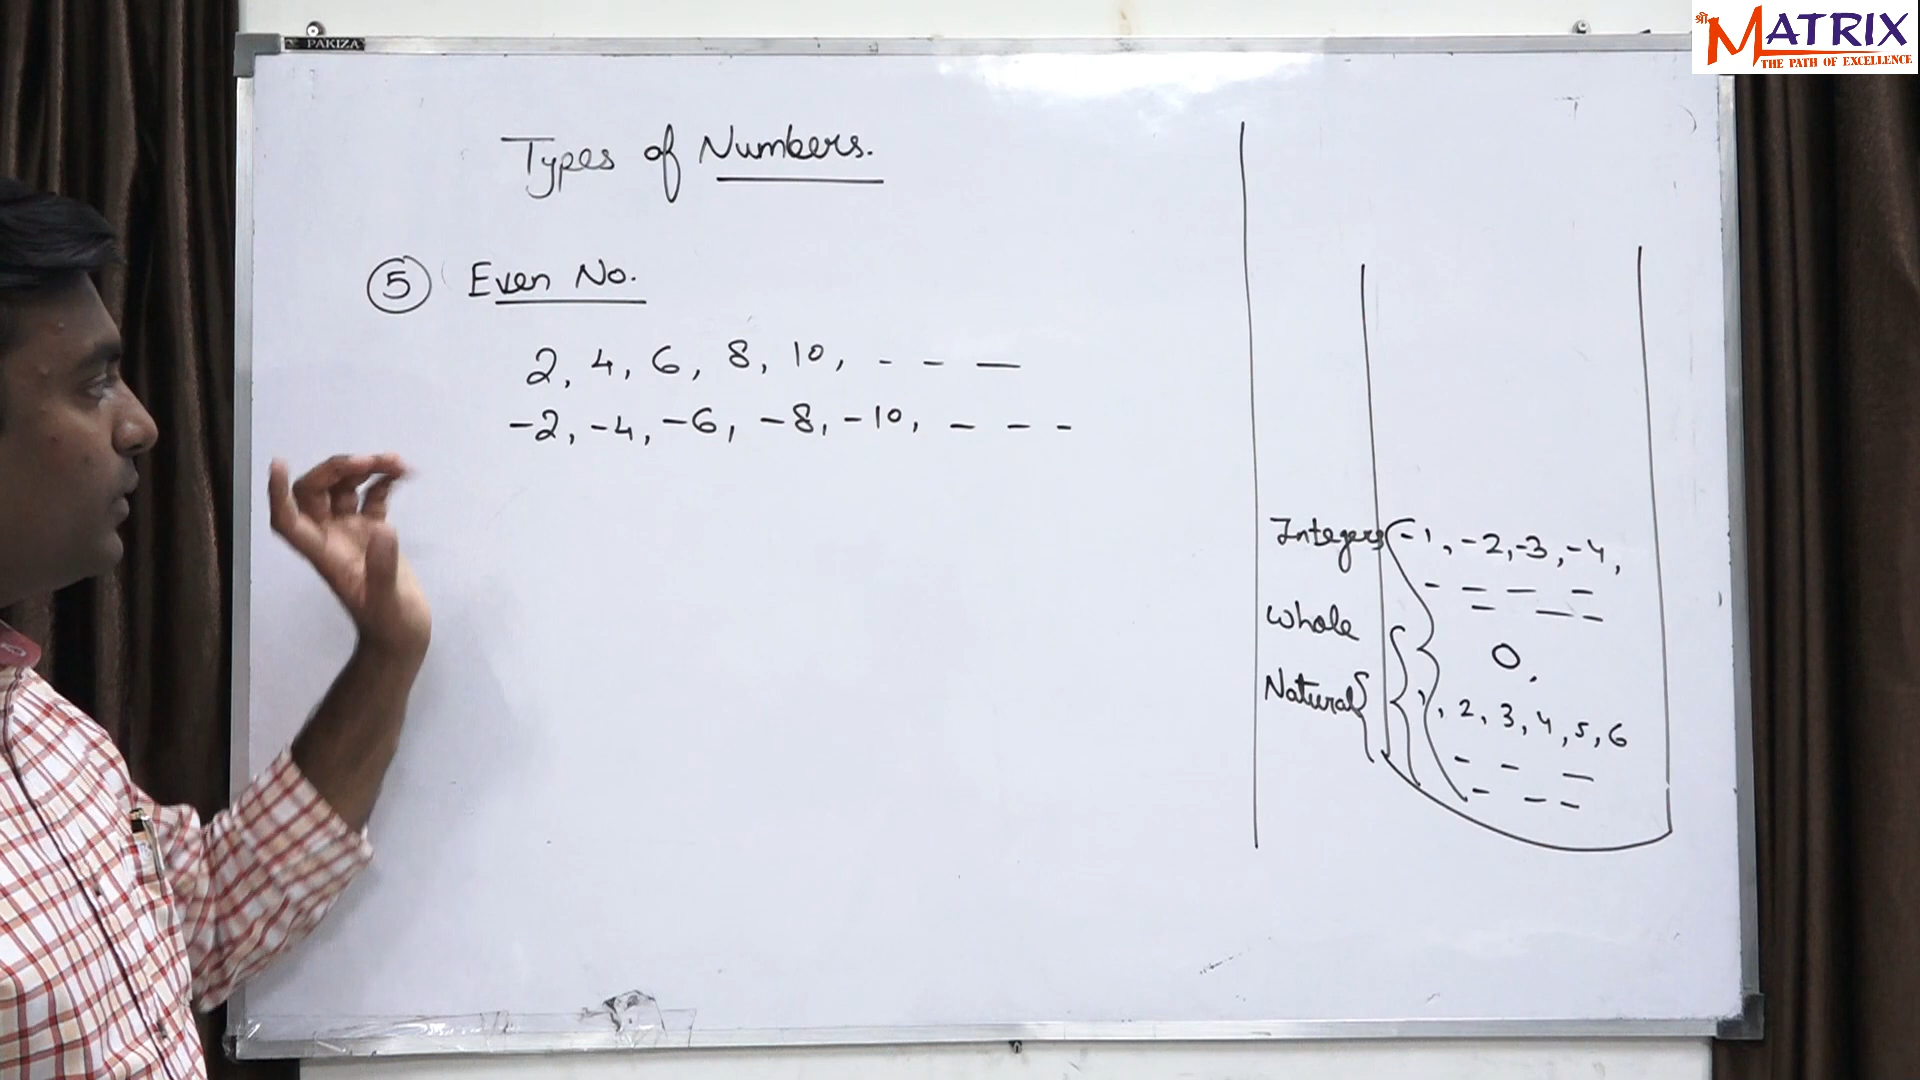 श्री MATRIX
THE PATH OF EXCELLENCE
PAKIZA
Types of Numbers.
5 Even No.
2, 4, 6, 8, 10, - - —
-2, -4, -6, -8, -10, - - -
Integers -1, -2, -3, -4,
- - - -
- - -
Whole
0,
Natural 1, 2, 3, 4, 5, 6
- - -
- - -